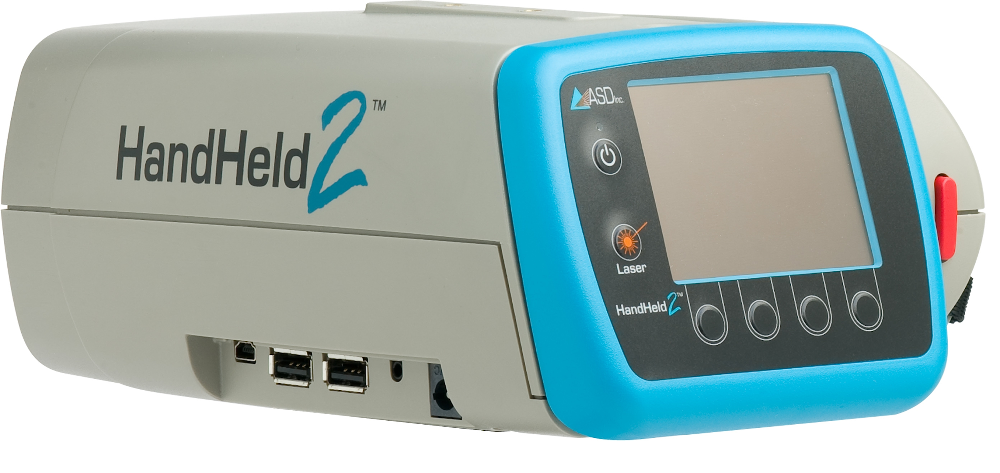 HandHeld2™
ASD Inc.
Laser
HandHeld2™